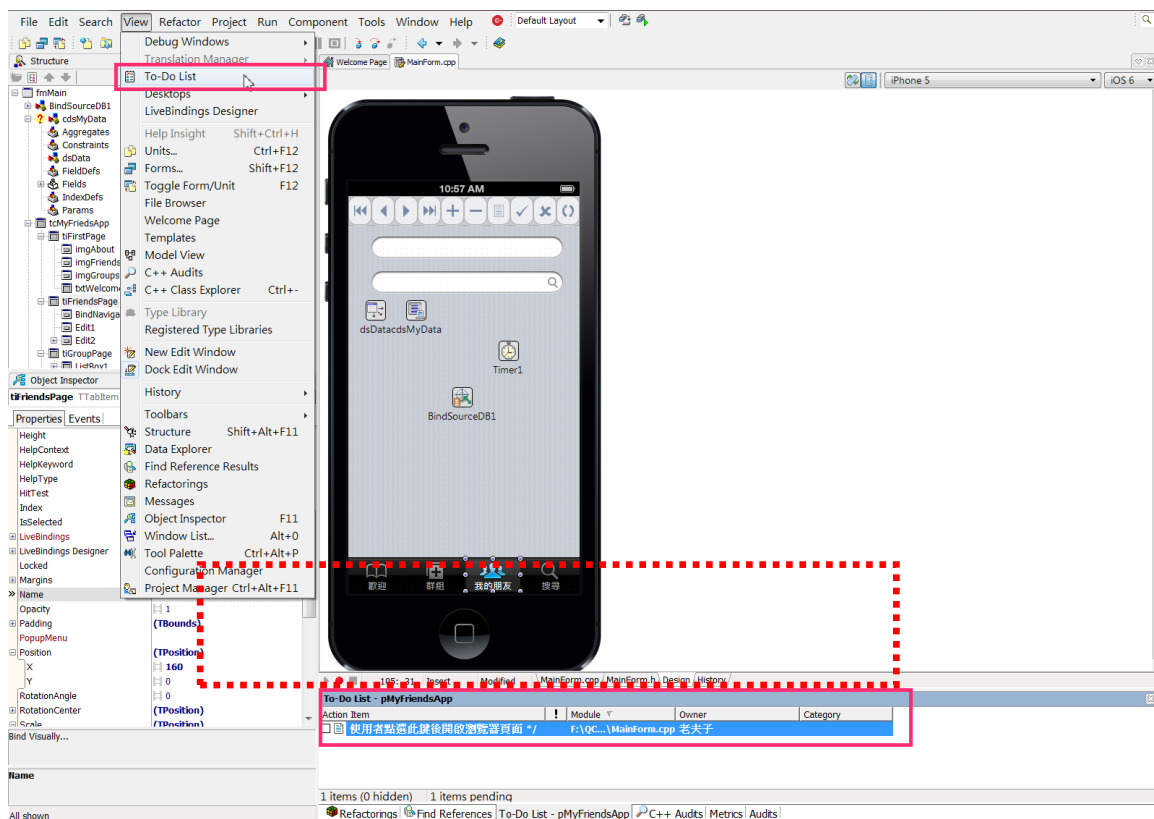 File Edit Search View Refactor Project Run Component Tools Window Help Default Layout
Structure
fmMain
BindSourceDB1
cdsMyData
Aggregates
Constraints
dsData
FieldDefs
Fields
IndexDefs
Params
tcMyFriedsApp
tiFirstPage
imgAbout
imgFriends
imgGroups
txtWelcom
tiFriendsPage
BindNaviga
Edit1
Edit2
tiGroupPage
ListBox1
Object Inspector
tiFriendsPage TTabItem
Properties Events
Height
HelpContext
HelpKeyword
HelpType
HitTest
Index
IsSelected
LiveBindings
LiveBindings Designer
Locked
Margins
Name
Opacity 1
Padding (TBounds)
PopupMenu
Position (TPosition)
X 160
Y 0
RotationAngle 0
RotationCenter (TPosition)
Scale (TPosition)
Bind Visually...
Name
All shown
Debug Windows
Translation Manager
To-Do List
Desktops
LiveBindings Designer
Help Insight Shift+Ctrl+H
Units... Ctrl+F12
Forms... Shift+F12
Toggle Form/Unit F12
File Browser
Welcome Page
Templates
Model View
C++ Audits
C++ Class Explorer Ctrl+-
Type Library
Registered Type Libraries
New Edit Window
Dock Edit Window
History
Toolbars
Structure Shift+Alt+F11
Data Explorer
Find Reference Results
Refactorings
Messages
Object Inspector F11
Window List... Alt+0
Tool Palette Ctrl+Alt+P
Configuration Manager
Project Manager Ctrl+Alt+F11
Welcome Page MainForm.cpp
iPhone 5 iOS 6
10:57 AM
dsData cdsMyData
Timer1
BindSourceDB1
歡迎 群組 我的朋友 搜尋
105: 31 Insert Modified MainForm.cpp MainForm.h Design History
To-Do List - pMyfriendsApp
Action Item ! Module Owner Category
使用者點選此鍵後開啟瀏覽器頁面 */ F:\QC...\MainForm.cpp 老夫子
1 items (0 hidden) 1 items pending
Refactorings Find References To-Do List - pMyfriendsApp C++ Audits Metrics Audits